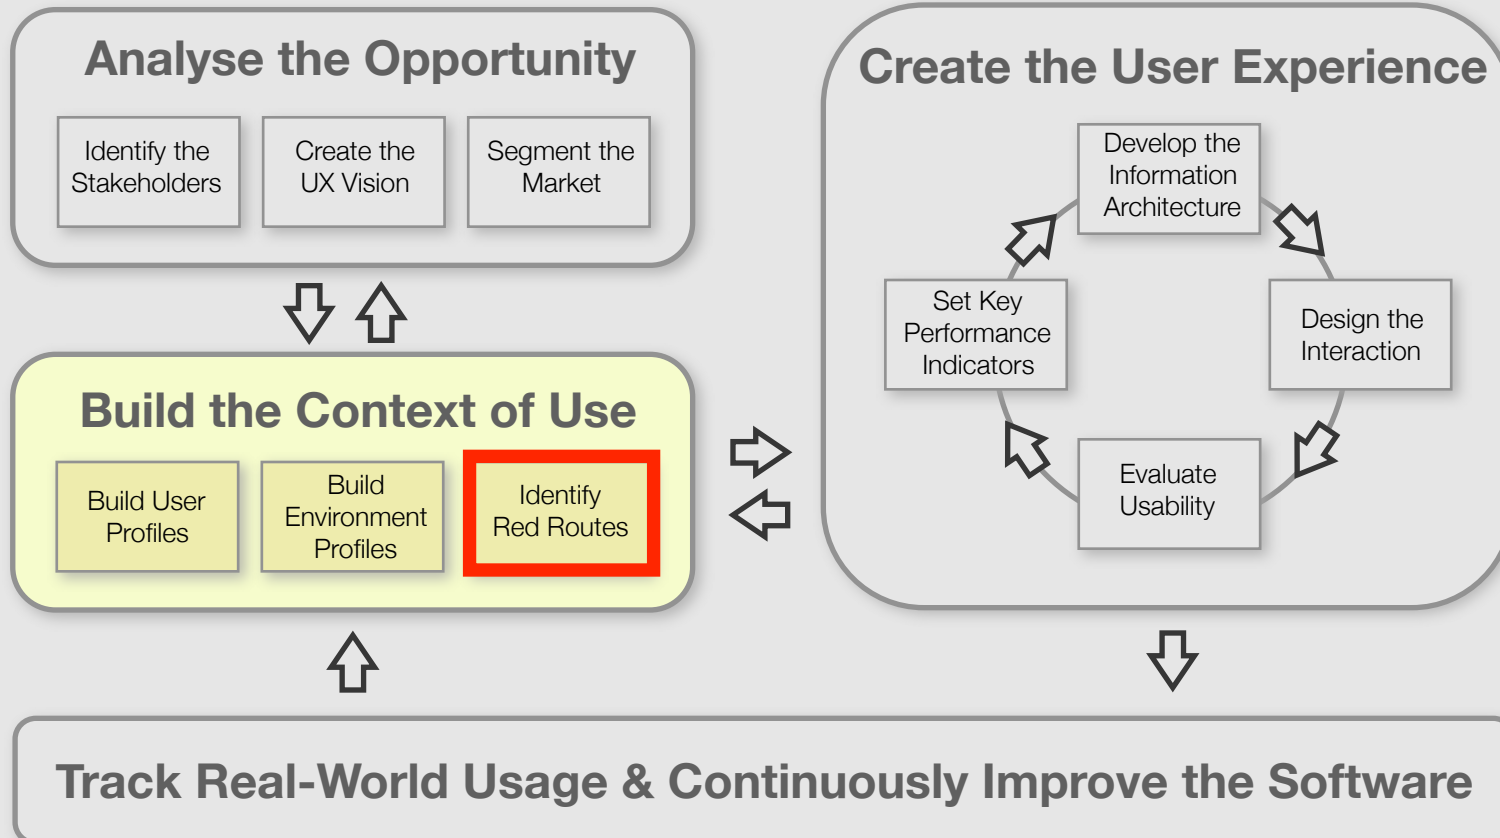 Analyse the Opportunity
Identify the
Stakeholders
Create the
UX Vision
Segment the
Market
Build the Context of Use
Build User
Profiles
Build
Environment
Profiles
Identify
Red Routes
Create the User Experience
Develop the
Information
Architecture
Set Key
Performance
Indicators
Design the
Interaction
Evaluate
Usability
Track Real-World Usage & Continuously Improve the Software